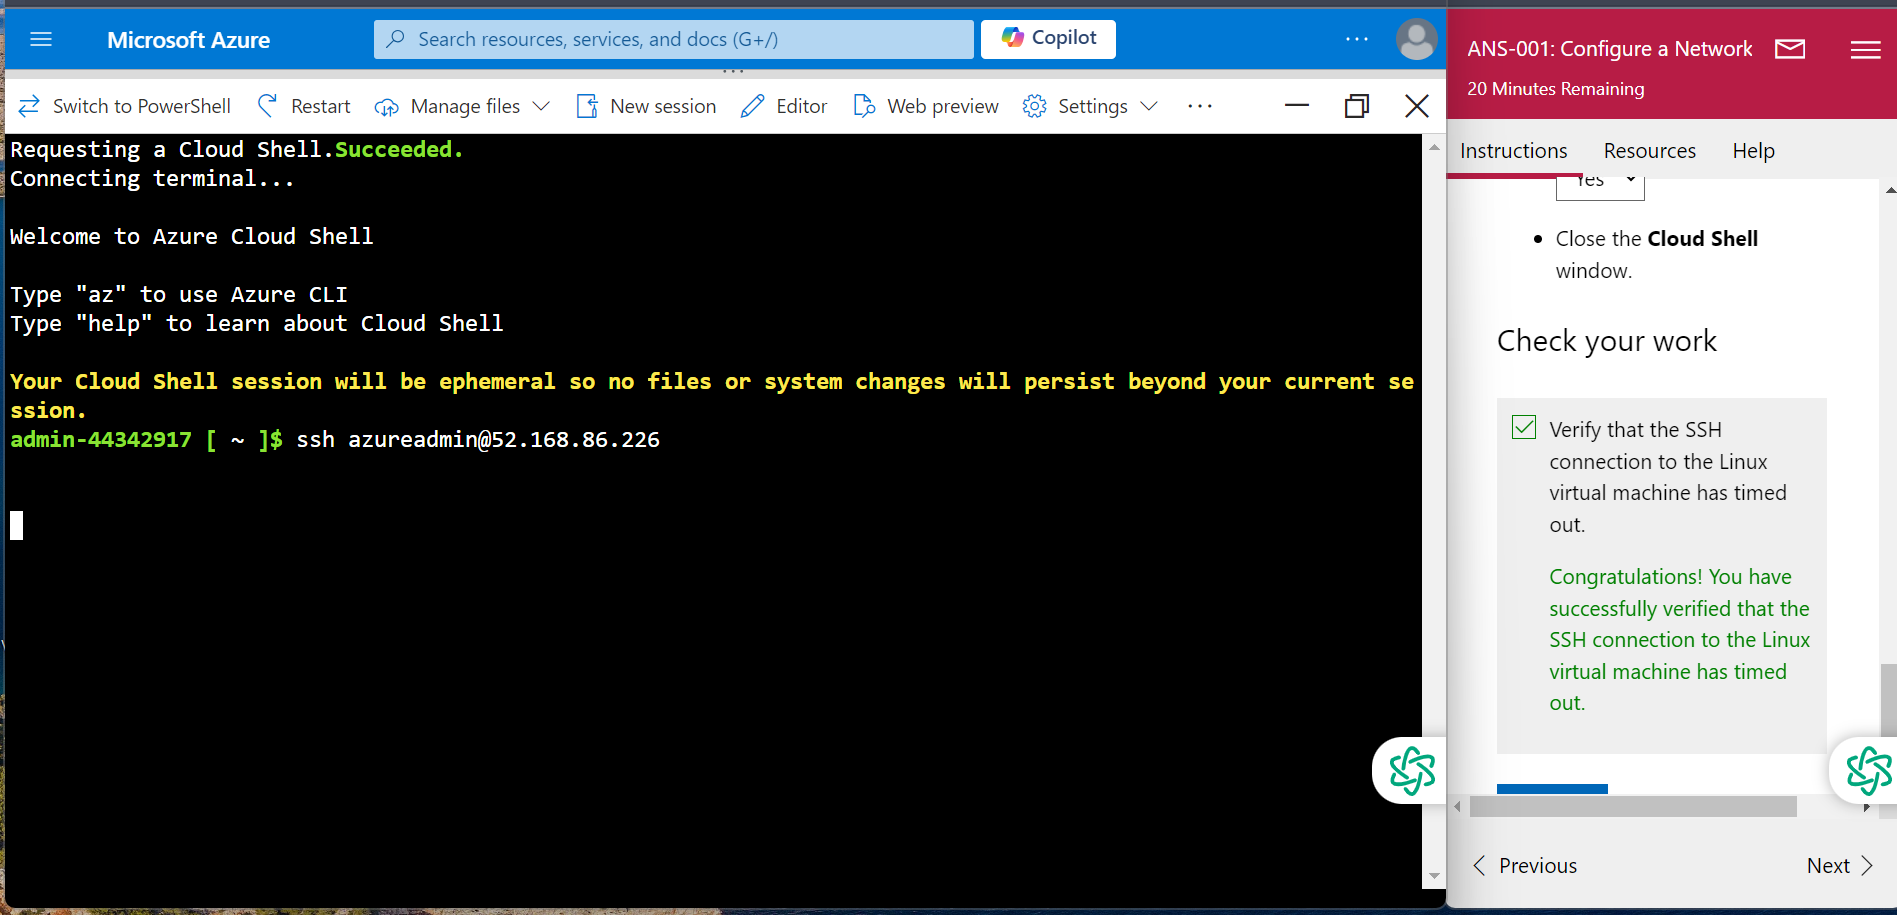 Microsoft Azure
Search resources, services, and docs (G+/)
Copilot
Switch to PowerShell
Restart
Manage files
New session
Editor
Web preview
Settings
Requesting a Cloud Shell.Succeeded.
Connecting terminal...
Welcome to Azure Cloud Shell
Type "az" to use Azure CLI
Type "help" to learn about Cloud Shell
Your Cloud Shell session will be ephemeral so no files or system changes will persist beyond your current se
ssion.
admin-44342917 [ ~ ]$ ssh azureadmin@52.168.86.226
ANS-001: Configure a Network
20 Minutes Remaining
Instructions
Resources
Help
Yes
• Close the Cloud Shell
window.
Check your work
Verify that the SSH
connection to the Linux
virtual machine has timed
out.
Congratulations! You have
successfully verified that the
SSH connection to the Linux
virtual machine has timed
out.
Previous
Next